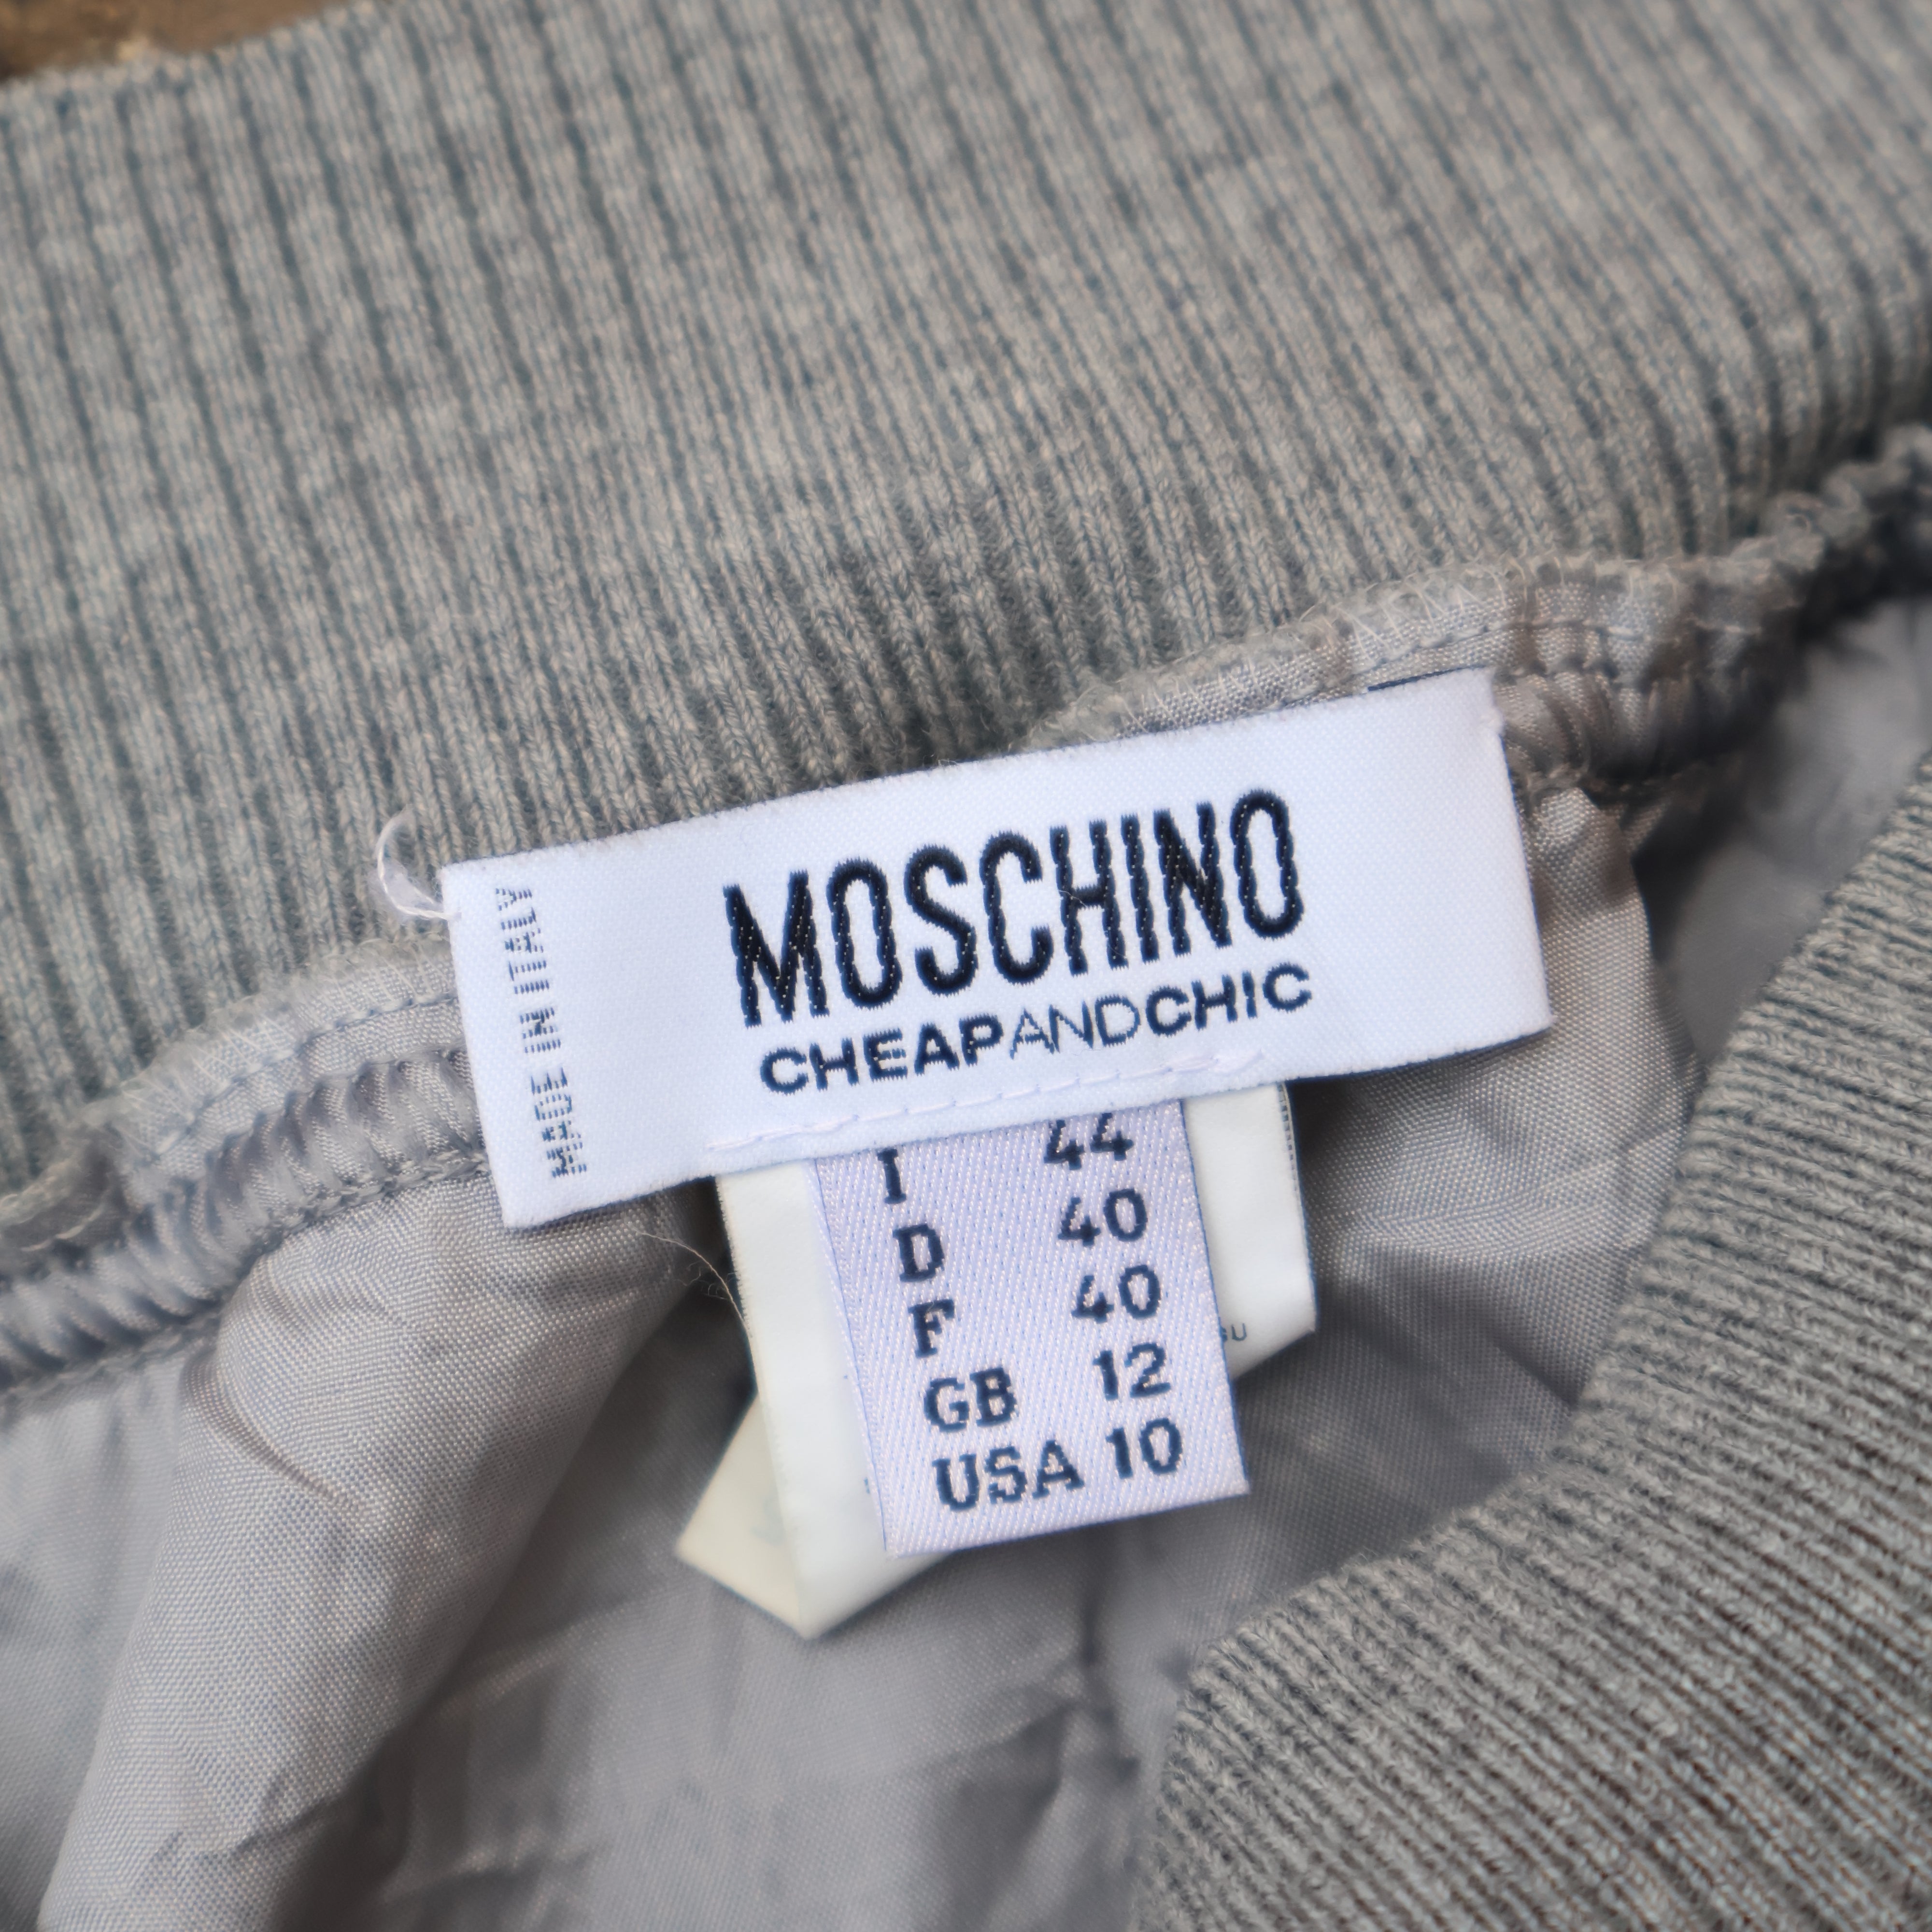 MADE IN ITALY
MOSCHINO
CHEAPANDCHIC
I 44
D 40
F 40
GB 12
USA 10